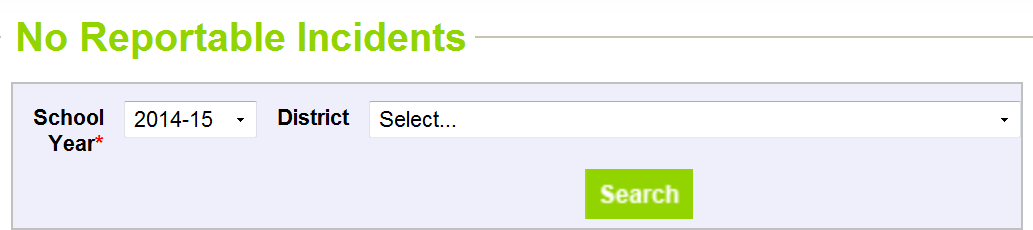 No Reportable Incidents
School Year* 2014-15 District Select...
Search